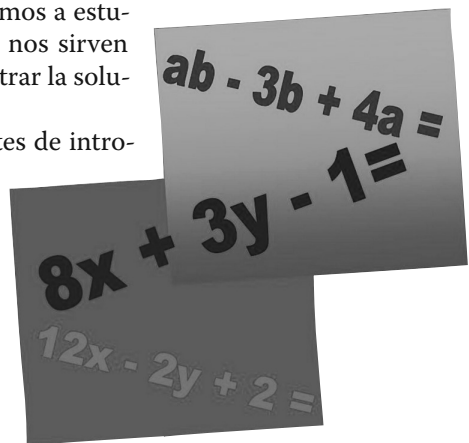 mos a estu-
nos sirven
trar la solu-
tes de intro-
ab - 3b + 4a =
8x + 3y - 1=
12x - 2y + 2 =